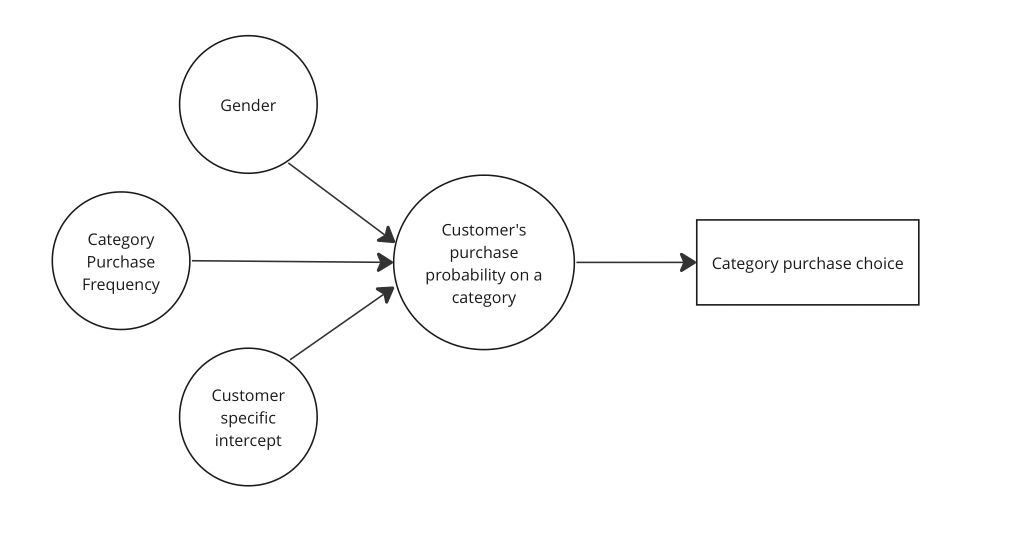 Gender
Category
Purchase
Frequency
Customer
specific
intercept
Customer's
purchase
probability on a
category
Category purchase choice